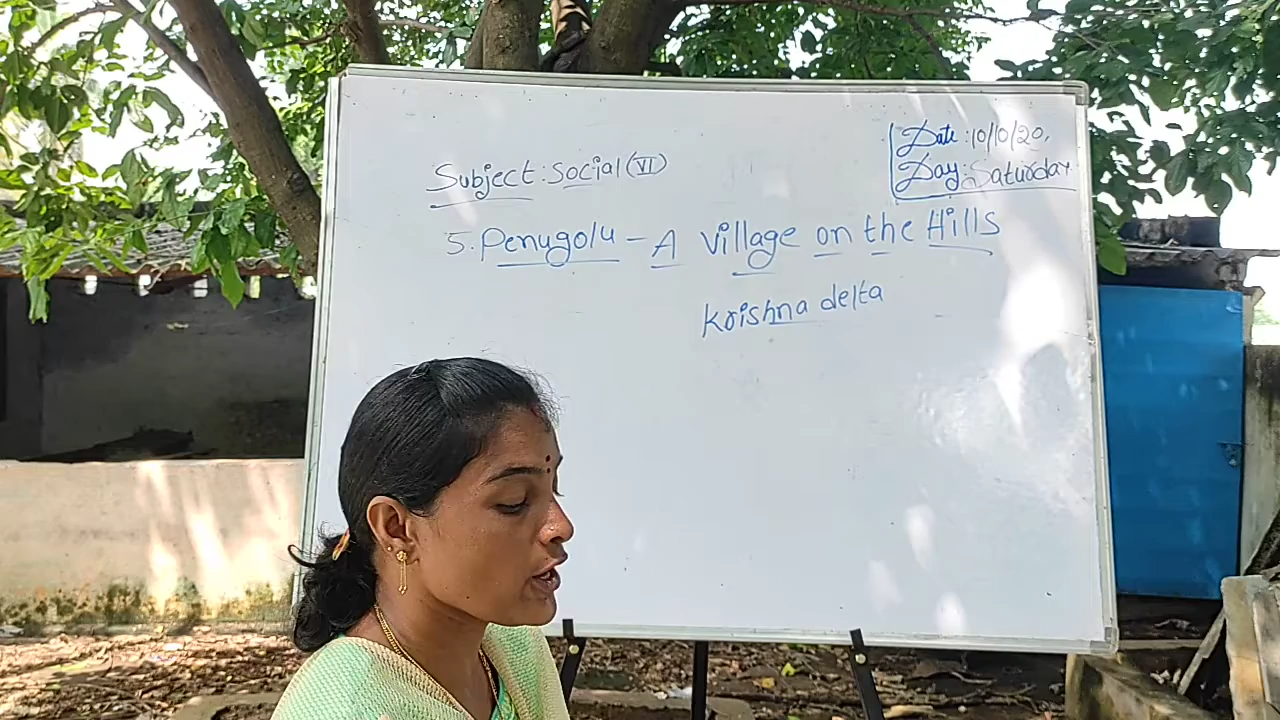 Date: 10/10/20.
Day: Saturday
Subject: Social (VI)
5. Penugolu - A Village on the Hills
krishna delta